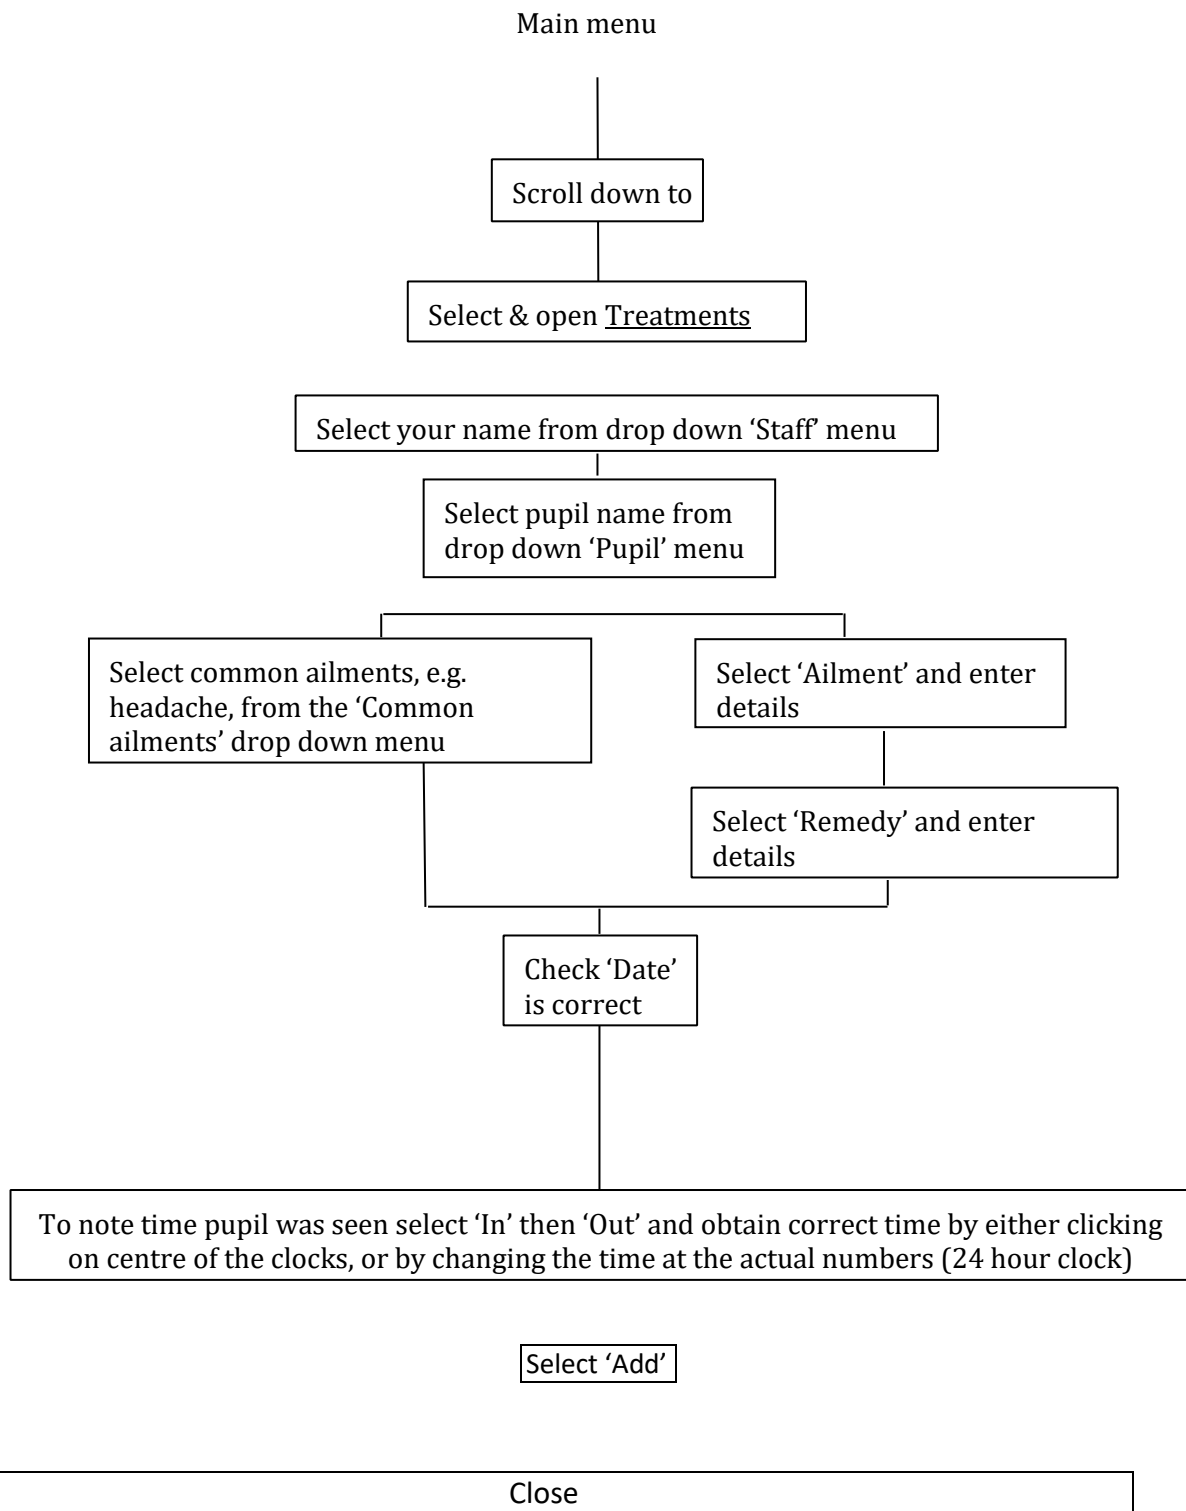 Main menu
Scroll down to
Select & open Treatments
Select your name from drop down ‘Staff’ menu
Select pupil name from
drop down ‘Pupil’ menu
Select common ailments, e.g.
headache, from the ‘Common
ailments’ drop down menu
Select ‘Ailment’ and enter
details
Select ‘Remedy’ and enter
details
Check ‘Date’
is correct
To note time pupil was seen select ‘In’ then ‘Out’ and obtain correct time by either clicking
on centre of the clocks, or by changing the time at the actual numbers (24 hour clock)
Select ‘Add’
Close